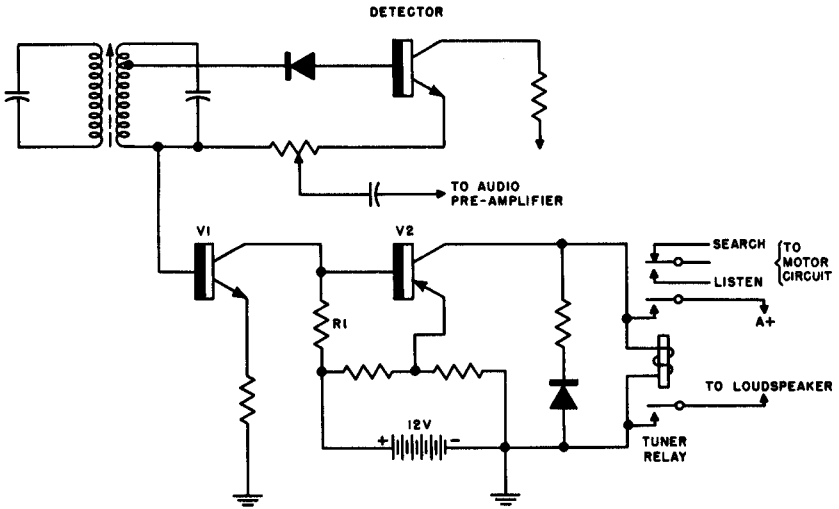 DETECTOR
TO AUDIO
PRE-AMPLIFIER
V1
V2
SEARCH
LISTEN
TO
MOTOR
CIRCUIT
A+
R1
TO LOUDSPEAKER
12V
+ -
TUNER
RELAY